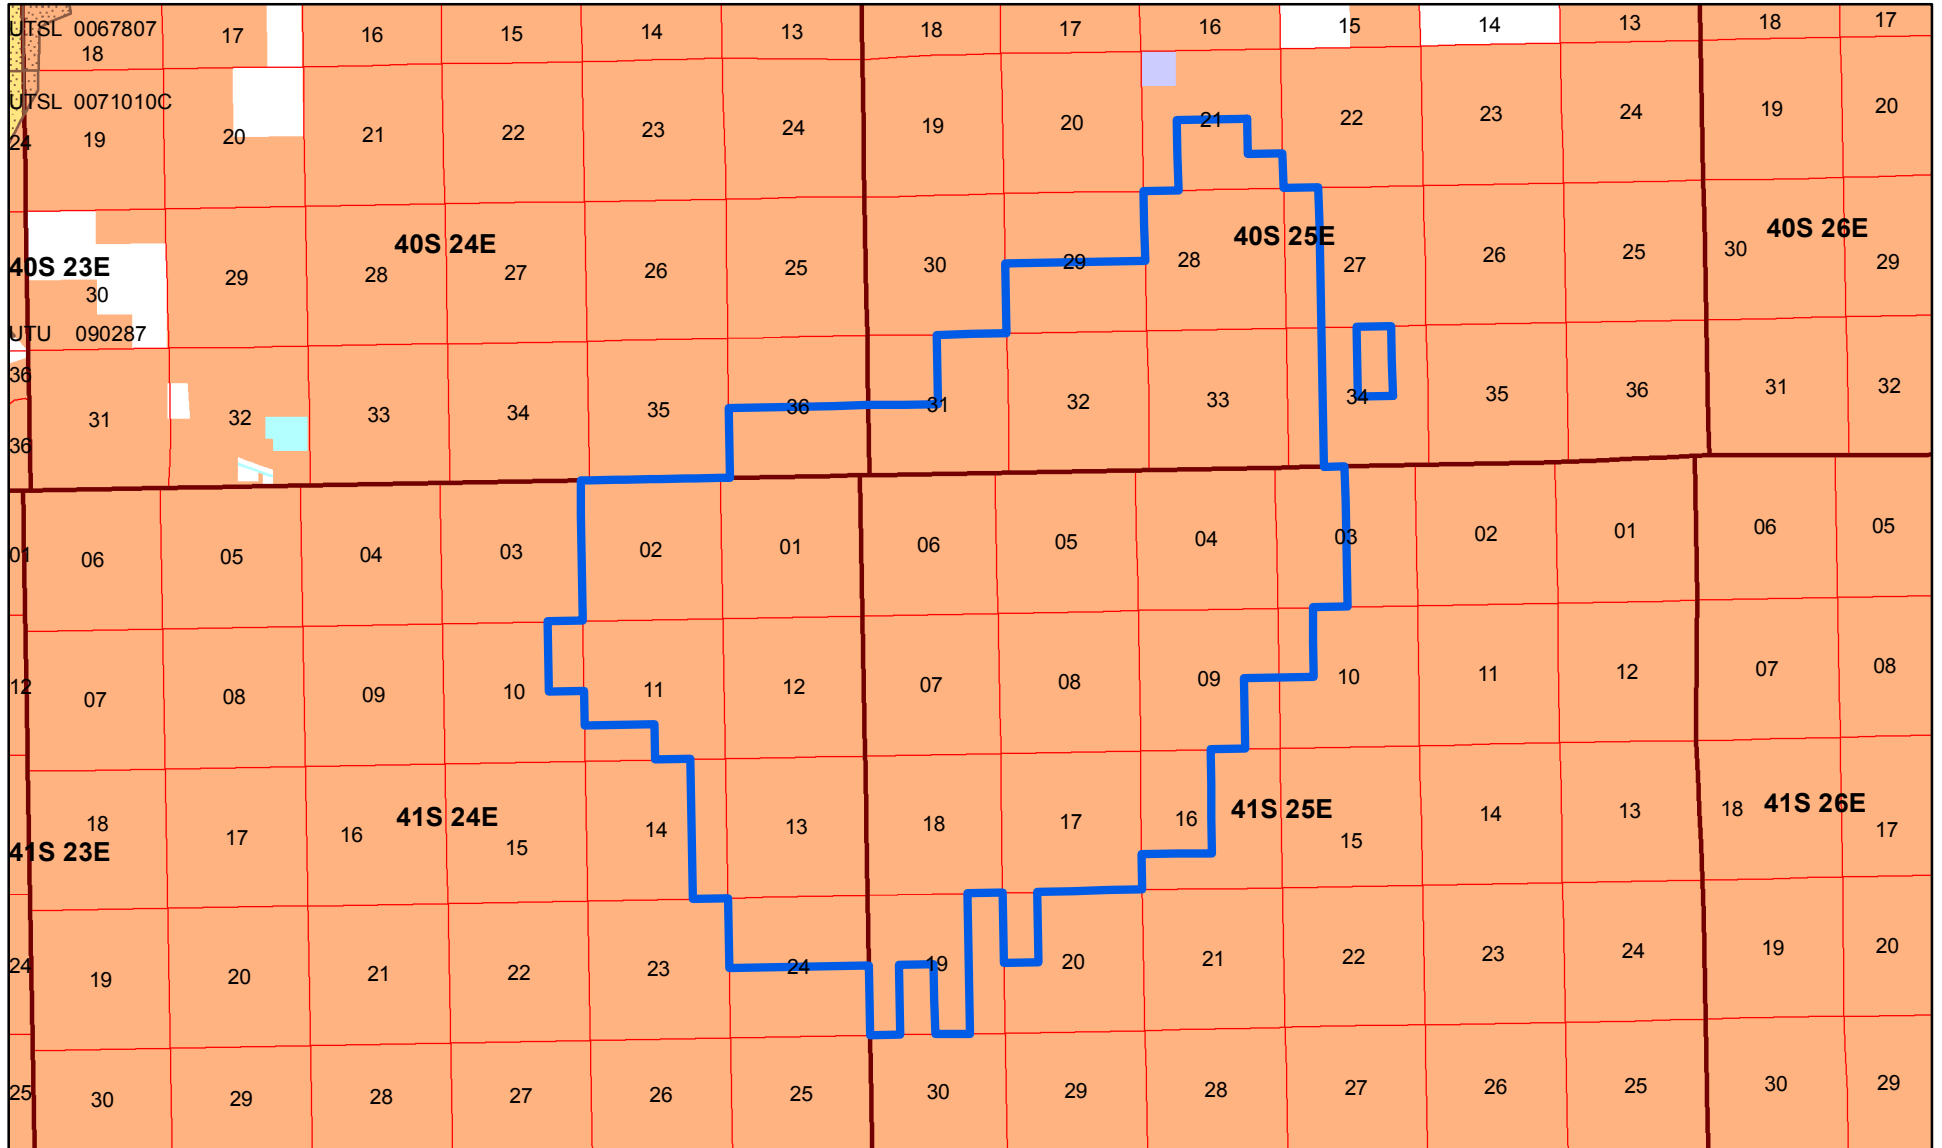 UTSL 0067807
17 16 15 14 13 18 17 16 15 14 13 18 17
18
UTSL 0071010C
24 19 20 21 22 23 24 19 20 21 22 23 24 19 20
40S 23E 40S 24E 40S 25E 40S 26E
30 29 28 27 26 25 30 29 28 27 26 25 30 29
UTU 090287
36
31 32 33 34 35 36 31 32 33 34 35 36 31 32
36
01 06 05 04 03 02 01 06 05 04 03 02 01 06 05
12 07 08 09 10 11 12 07 08 09 10 11 12 07 08
41S 23E 41S 24E 41S 25E 41S 26E
18 17 16 15 14 13 18 17 16 15 14 13 18 17
24 19 20 21 22 23 24 19 20 21 22 23 24 19 20
25 30 29 28 27 26 25 30 29 28 27 26 25 30 29